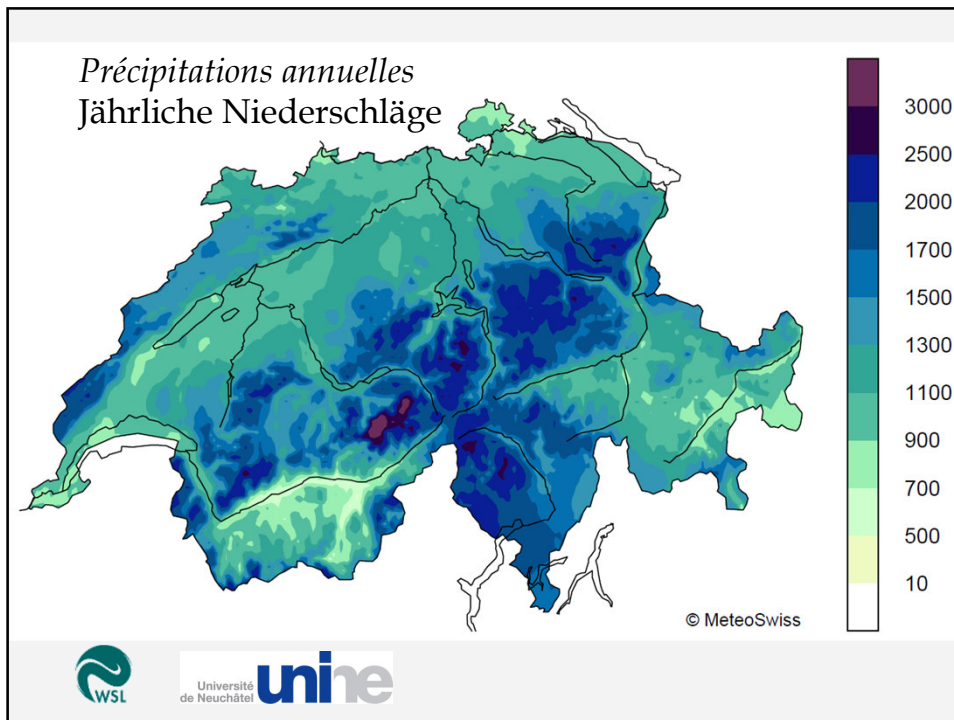 Précipitations annuelles
Jährliche Niederschläge
3000
2500
2000
1700
1500
1300
1100
900
700
500
10
© MeteoSwiss
WSL
Université
de Neuchâtel
unine